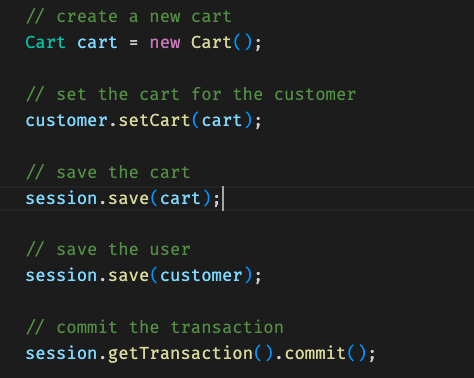 // create a new cart
Cart cart = new Cart();
// set the cart for the customer
customer.setCart(cart);
// save the cart
session.save(cart);
// save the user
session.save(customer);
// commit the transaction
session.getTransaction().commit();